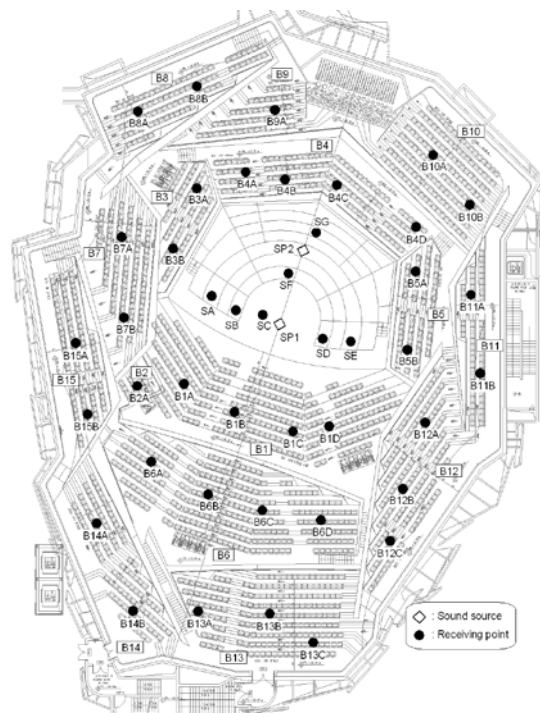 B8
B8B
B8A
B9
B9A
B10
B10A
B10B
B4
B4A
B4B
B4C
B4D
B3
B3A
B3B
SG
SP2
SF
B7
B7A
B7B
B5A
B5
B5B
B11A
B11
B11B
SA
SB
SC
SP1
SD
SE
B15A
B15
B15B
B2
B2A
B1A
B1B
B1C
B1D
B1
B12A
B12
B12B
B12C
B6A
B6B
B6C
B6D
B6
B14A
B14B
B14
B13A
B13B
B13C
B13
: Sound source
: Receiving point